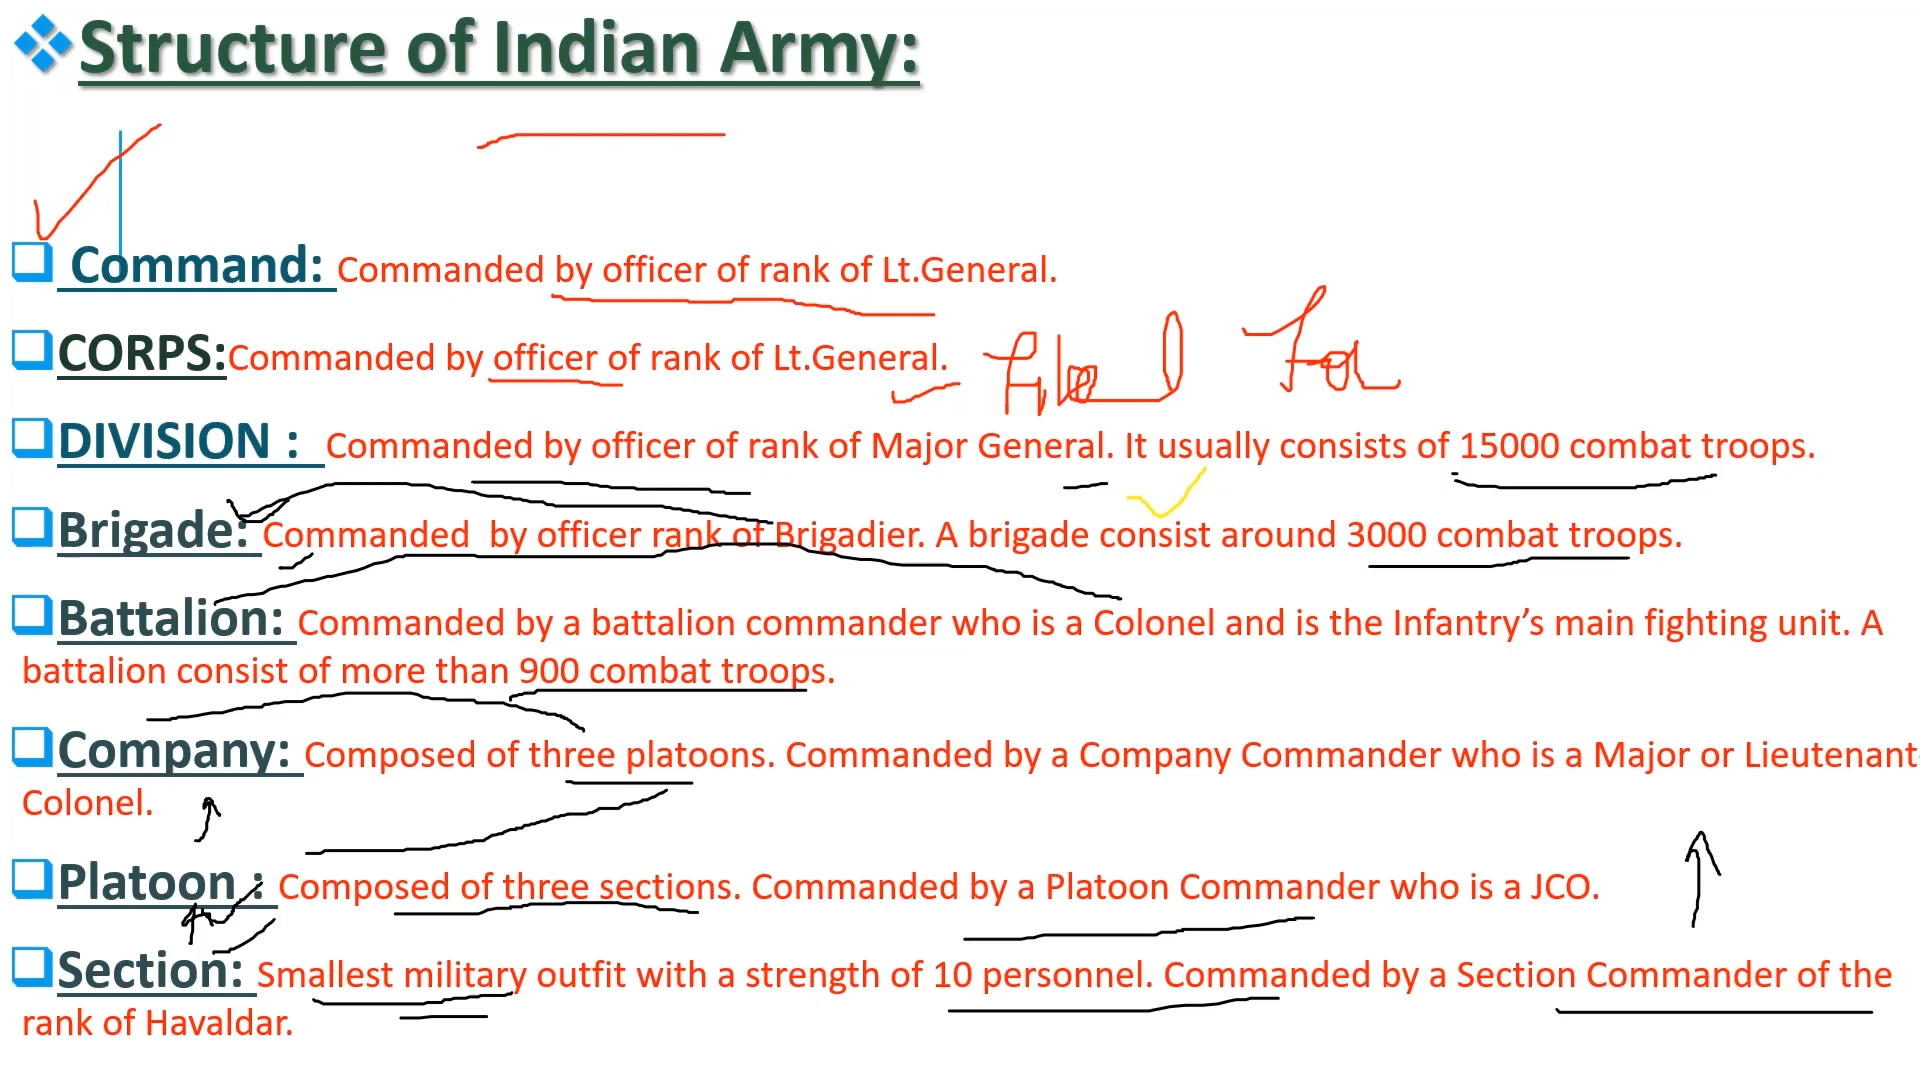 Structure of Indian Army:
Command: Commanded by officer of rank of Lt.General.
CORPS:Commanded by officer of rank of Lt.General.
DIVISION : Commanded by officer of rank of Major General. It usually consists of 15000 combat troops.
Brigade: Commanded by officer rank of Brigadier. A brigade consist around 3000 combat troops.
Battalion: Commanded by a battalion commander who is a Colonel and is the Infantry’s main fighting unit. A
battalion consist of more than 900 combat troops.
Company: Composed of three platoons. Commanded by a Company Commander who is a Major or Lieutenant-
Colonel.
Platoon : Composed of three sections. Commanded by a Platoon Commander who is a JCO.
Section: Smallest military outfit with a strength of 10 personnel. Commanded by a Section Commander of the
rank of Havaldar.